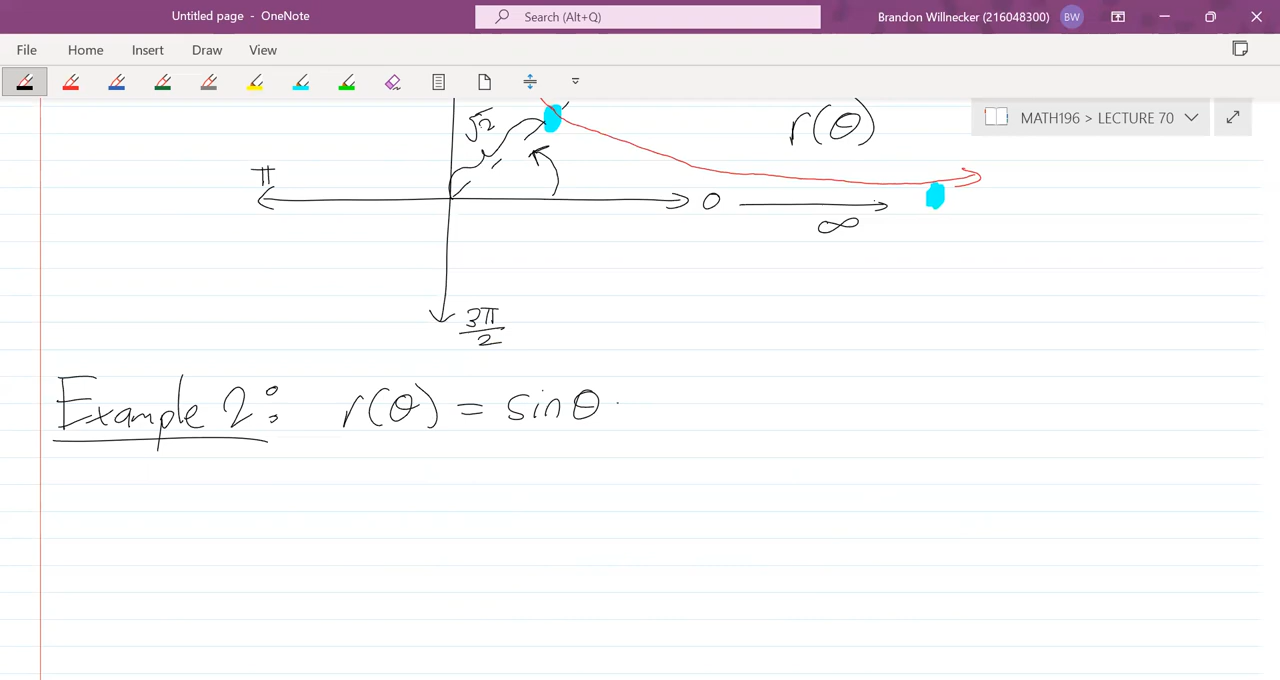 Untitled page - OneNote
Search (Alt+Q)
Brandon Willnecker (216048300)
BW
File Home Insert Draw View
MATH196 > LECTURE 70
√2
r(θ)
π
0
∞
3π/2
Example 2: r(θ) = sinθ